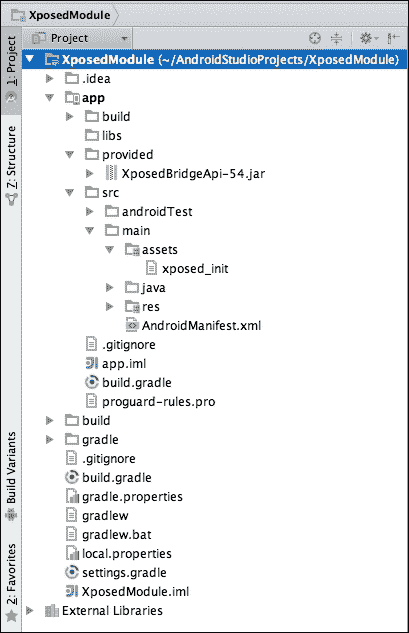 XposedModule
Project
1: Project
Z: Structure
Build Variants
2: Favorites
XposedModule (~/AndroidStudioProjects/XposedModule)
.idea
app
build
libs
provided
XposedBridgeApi-54.jar
src
androidTest
main
assets
xposed_init
java
res
AndroidManifest.xml
.gitignore
app.iml
build.gradle
proguard-rules.pro
build
gradle
.gitignore
build.gradle
gradle.properties
gradlew
gradlew.bat
local.properties
settings.gradle
XposedModule.iml
External Libraries